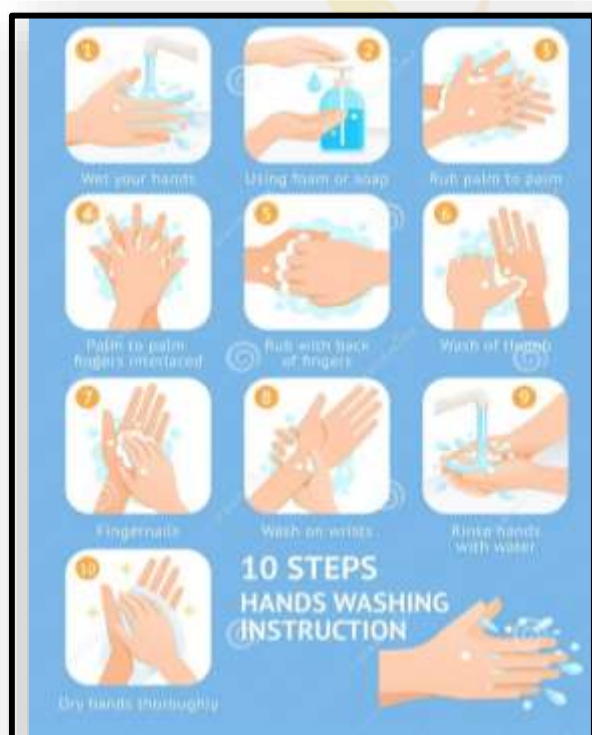 1
Wet your hands
2
Using foam or soap
3
Rub palm to palm
4
Palm to palm
fingers interlaced
5
Rub with back
of fingers
6
Wash of thumb
7
Fingernails
8
Wash on wrists
9
Rinse hands
with water
10
Dry hands thoroughly
10 STEPS
HANDS WASHING
INSTRUCTION